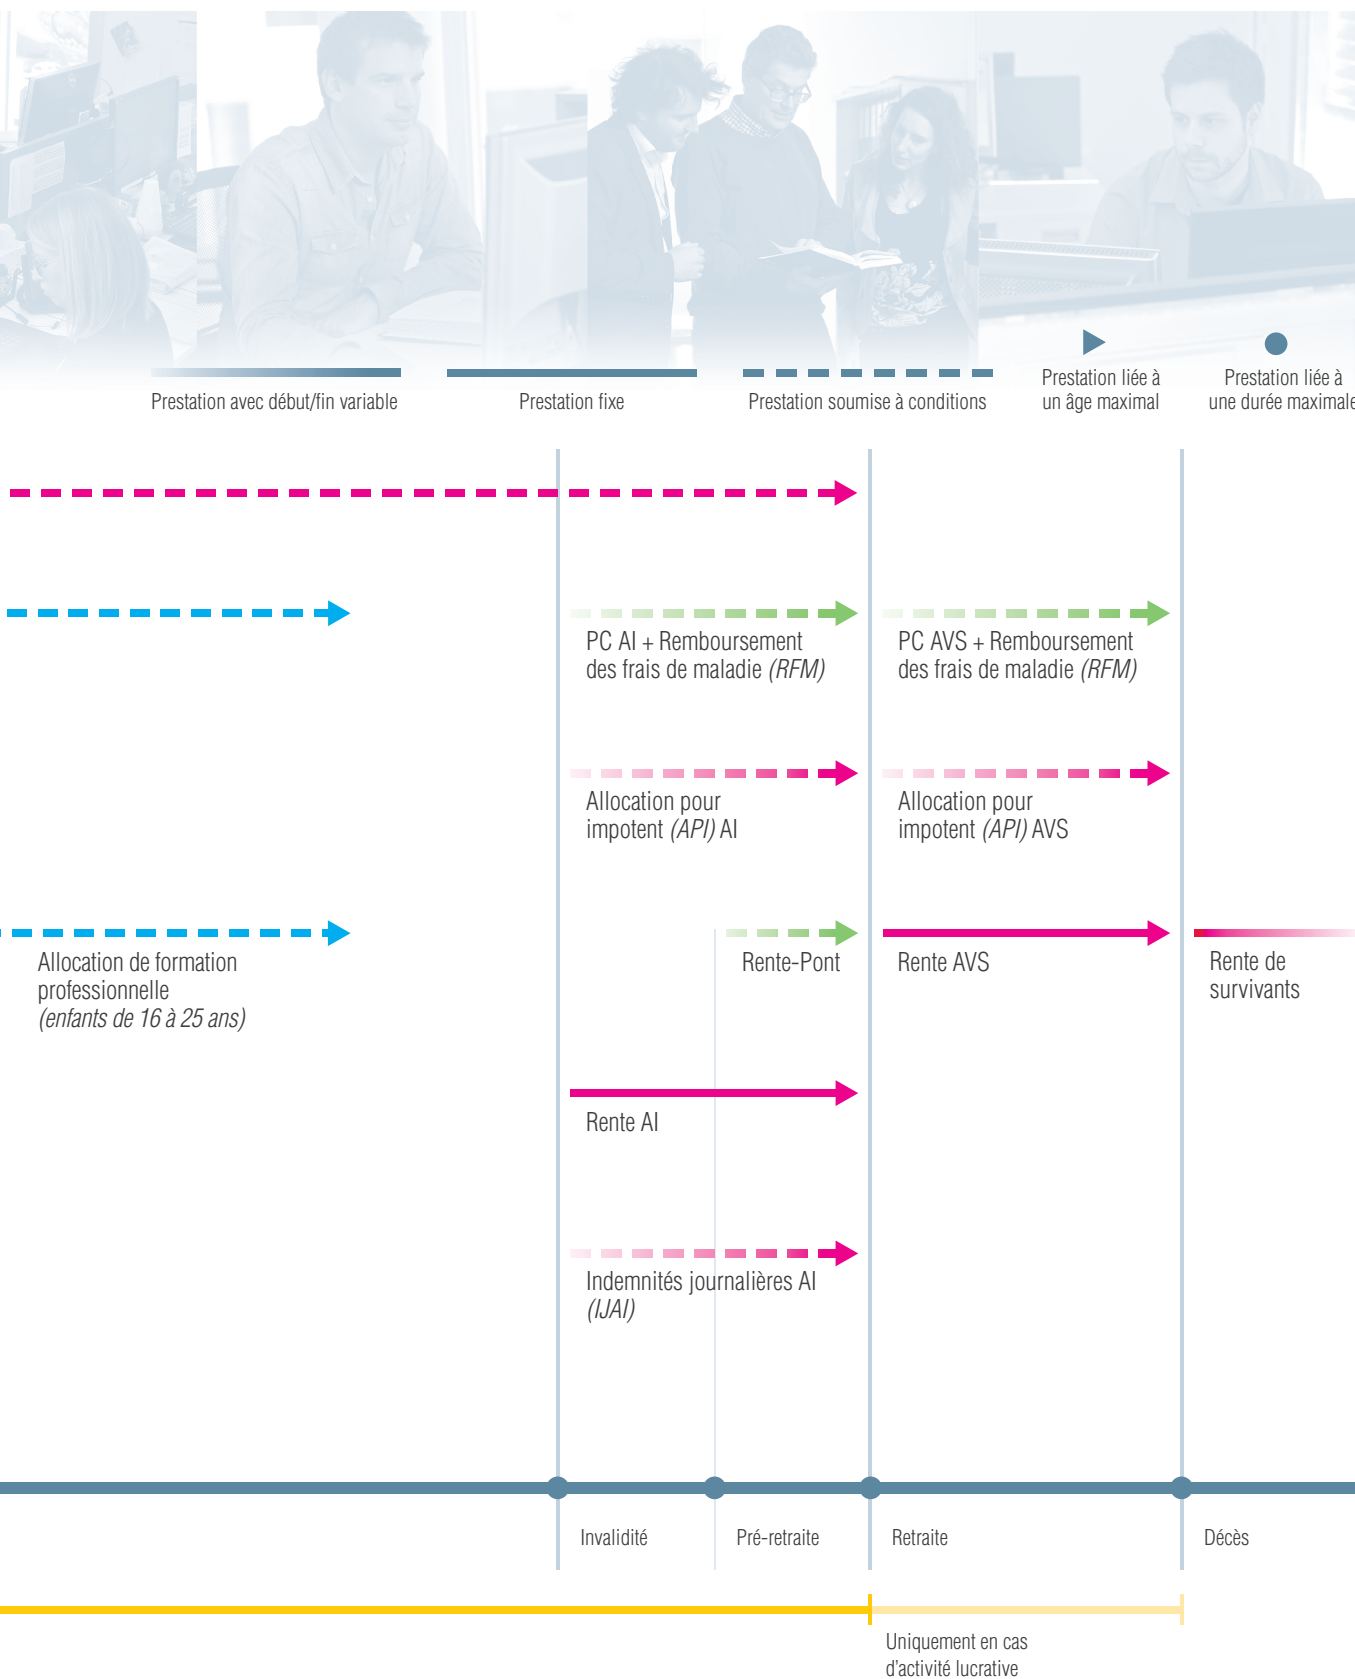 Prestation avec début/fin variable
Prestation fixe
Prestation soumise à conditions
Prestation liée à
un âge maximal
Prestation liée à
une durée maximale
PC AI + Remboursement
des frais de maladie (RFM)
PC AVS + Remboursement
des frais de maladie (RFM)
Allocation pour
impotent (API) AI
Allocation pour
impotent (API) AVS
Allocation de formation
professionnelle
(enfants de 16 à 25 ans)
Rente-Pont
Rente AVS
Rente de
survivants
Rente AI
Indemnités journalières AI
(IJAI)
Invalidité
Pré-retraite
Retraite
Décès
Uniquement en cas
d'activité lucrative